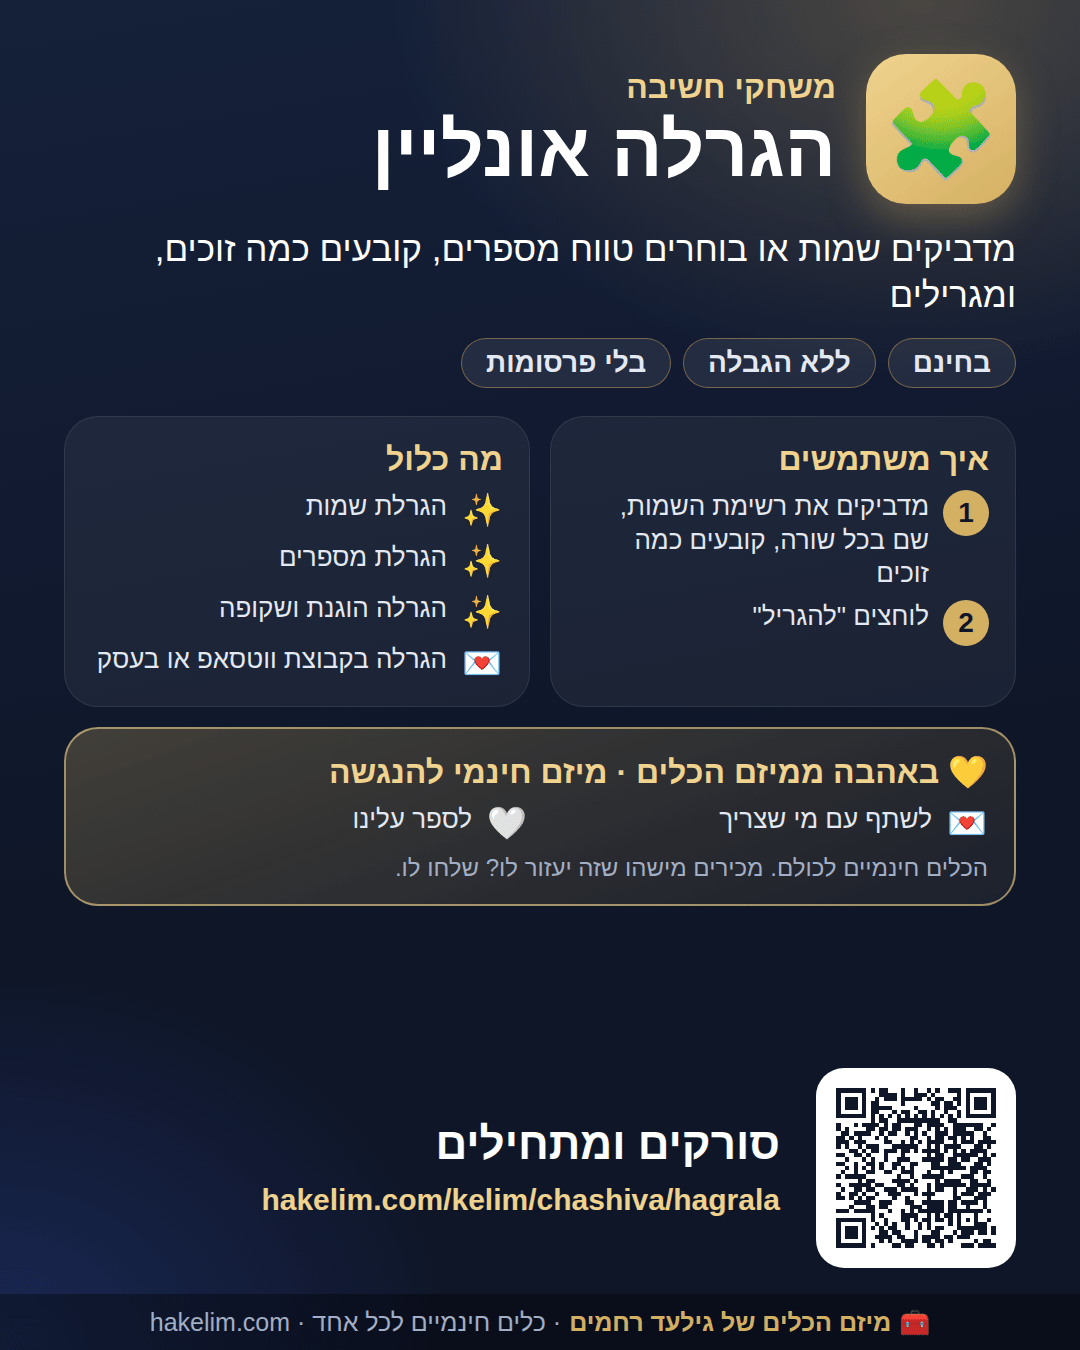 משחקי חשיבה
הגרלה אונליין
מדביקים שמות או בוחרים טווח מספרים, קובעים כמה זוכים,
ומגרילים
בחינם
ללא הגבלה
בלי פרסומות
איך משתמשים
1
מדביקים את רשימת השמות,
שם בכל שורה, קובעים כמה
זוכים
2
לוחצים "להגריל"
מה כלול
הגרלת שמות
הגרלת מספרים
הגרלה הוגנת ושקופה
הגרלה בקבוצת ווטסאפ או בעסק
באהבה ממיזם הכלים · מיזם חינמי להנגשה
לשתף עם מי שצריך
לספר עלינו
הכלים חינמיים לכולם. מכירים מישהו שזה יעזור לו? שלחו לו.
סורקים ומתחילים
hakelim.com/kelim/chashiva/hagrala
מיזם הכלים של גילעד רחמים · כלים חינמיים לכל אחד · hakelim.com